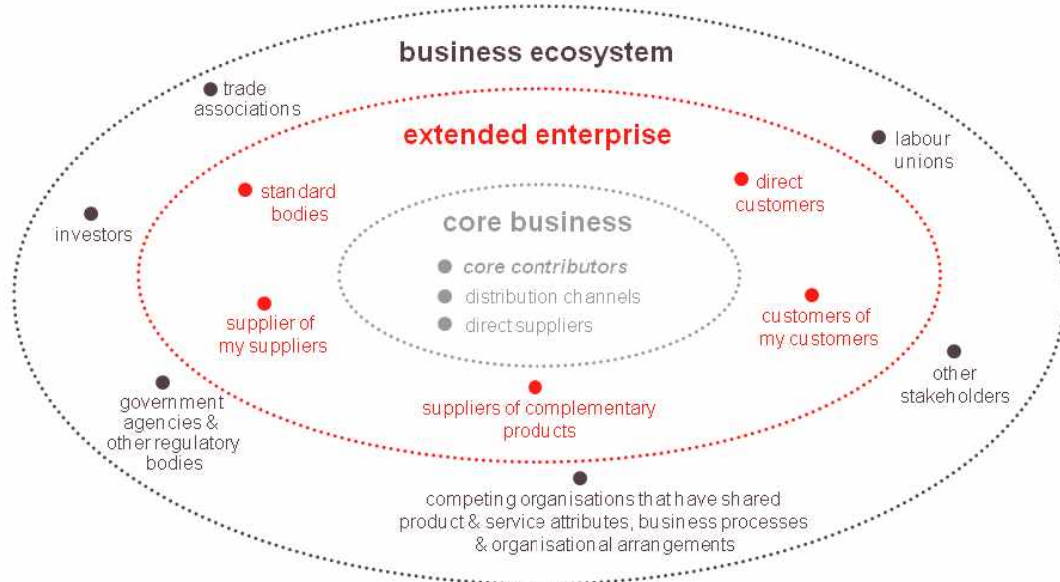 business ecosystem
trade
associations
extended enterprise
labour
unions
standard
bodies
direct
customers
investors
core business
core contributors
distribution channels
direct suppliers
supplier of
my suppliers
customers of
my customers
other
stakeholders
government
agencies &
other regulatory
bodies
suppliers of complementary
products
competing organisations that have shared
product & service attributes, business processes
& organisational arrangements